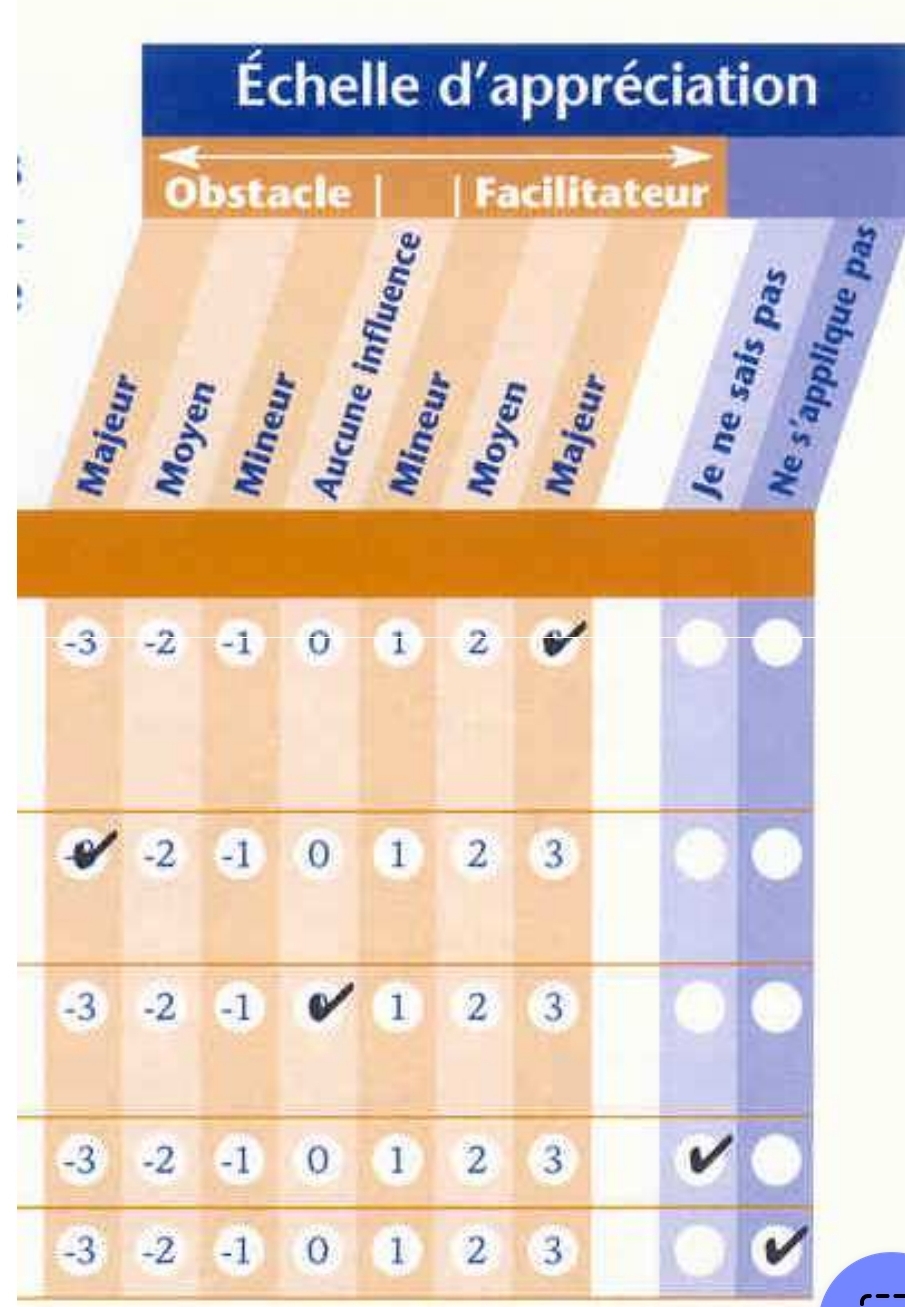 Échelle d'appréciation
Obstacle | | Facilitateur
Majeur
Moyen
Mineur
Aucune influence
Mineur
Moyen
Majeur
Je ne sais pas
Ne s'applique pas
-3 -2 -1 0 1 2
-2 -1 0 1 2 3
-3 -2 -1 1 2 3
-3 -2 -1 0 1 2 3
-3 -2 -1 0 1 2 3